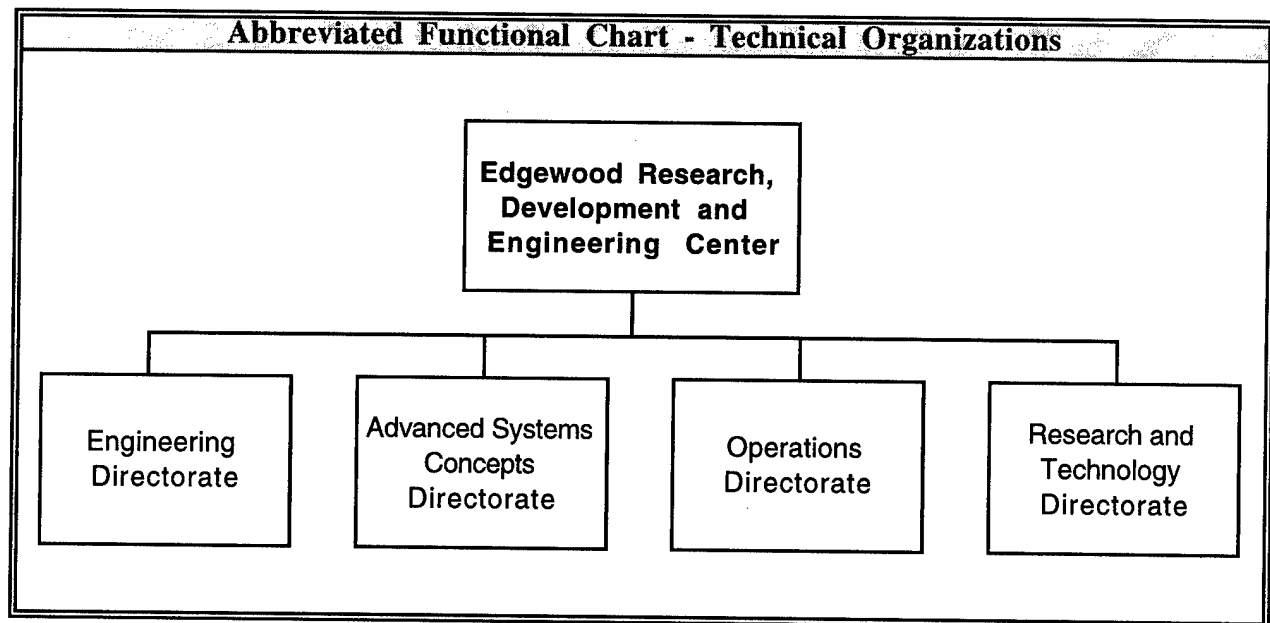 Abbreviated Functional Chart - Technical Organizations
Edgewood Research,
Development and
Engineering Center
Engineering
Directorate
Advanced Systems
Concepts
Directorate
Operations
Directorate
Research and
Technology
Directorate